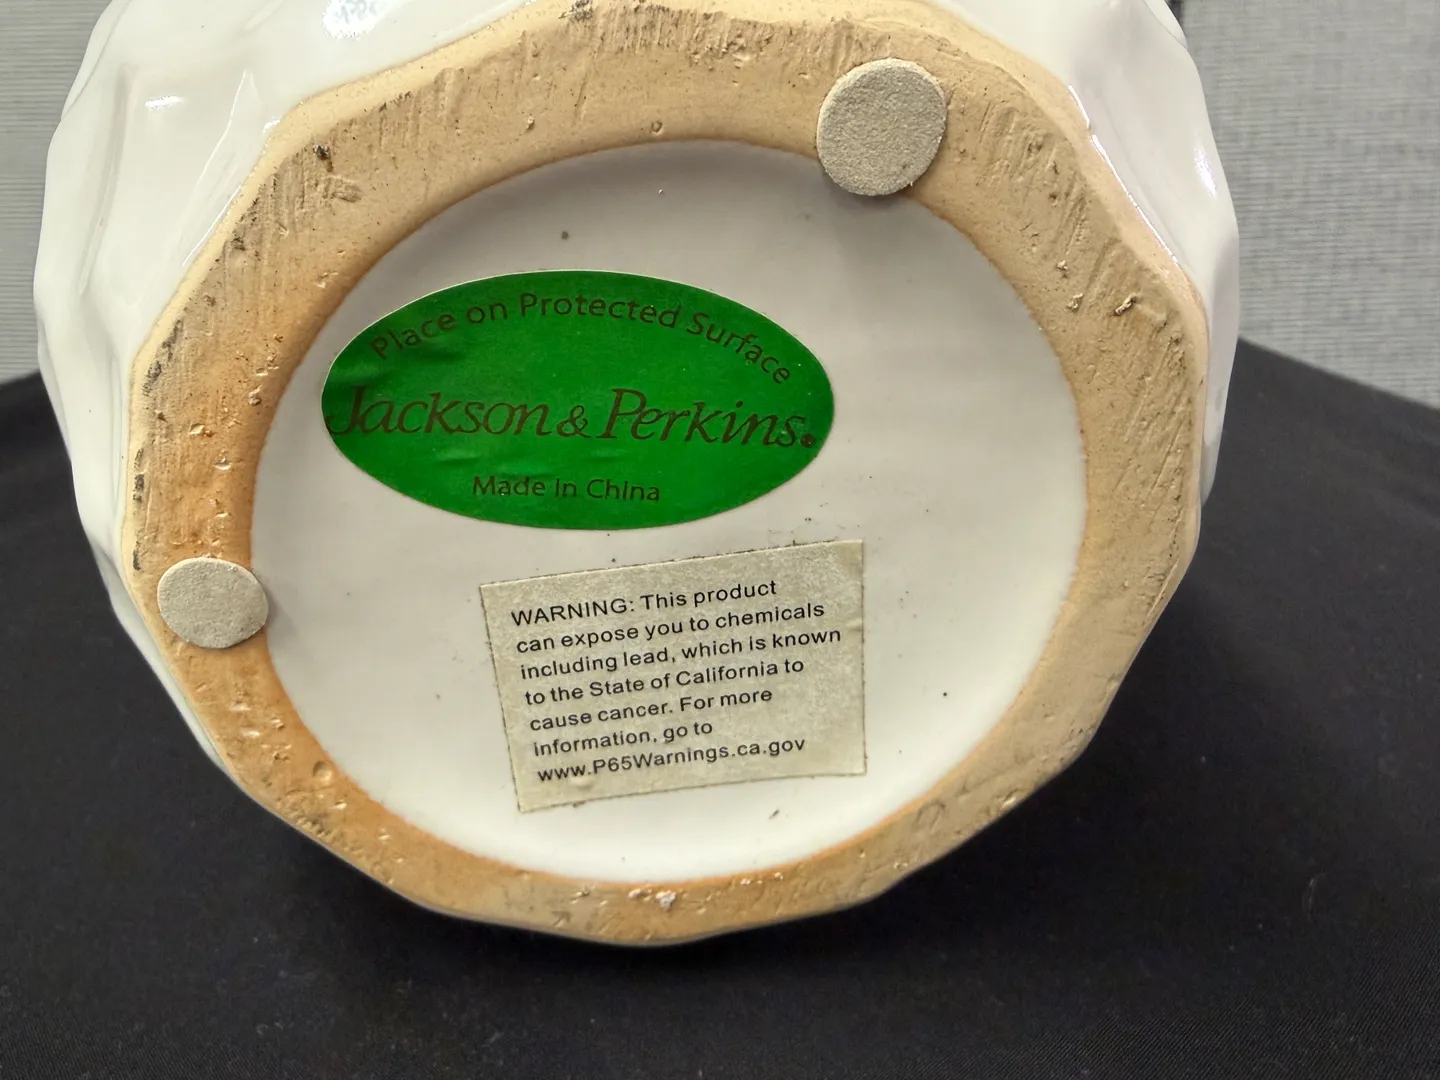 Place on Protected Surface
Jackson & Perkins®
Made in China
WARNING: This product
can expose you to chemicals
including lead, which is known
to the State of California to
cause cancer. For more
information, go to
www.P65Warnings.ca.gov